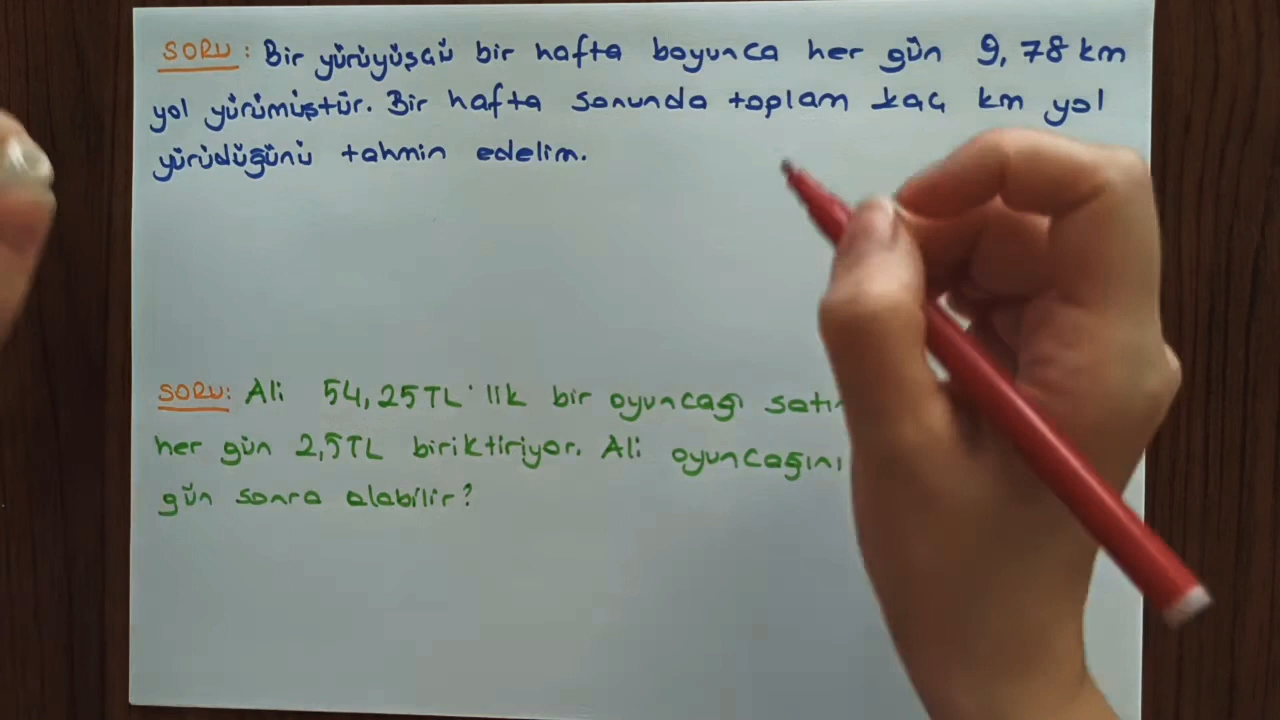 SORU: Bir yürüyüşçü bir hafta boyunca her gün 9,78 km
yol yürümüştür. Bir hafta sonunda toplam kaç km yol
yürüdüğünü tahmin edelim.
SORU: Ali 54,25TL'lik bir oyuncağı
her gün 2,5TL biriktiriyor. Ali oyuncağını
gün sonra alabilir?